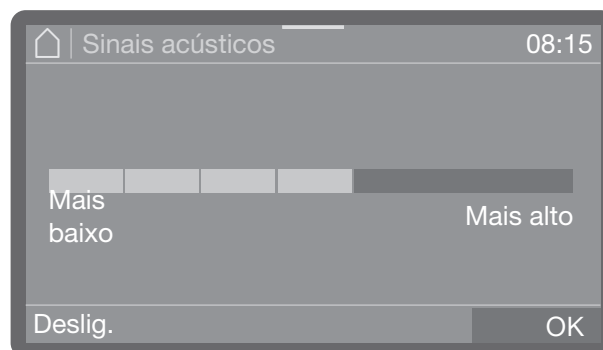 Sinais acústicos 08:15
Mais
baixo
Mais alto
Deslig. OK